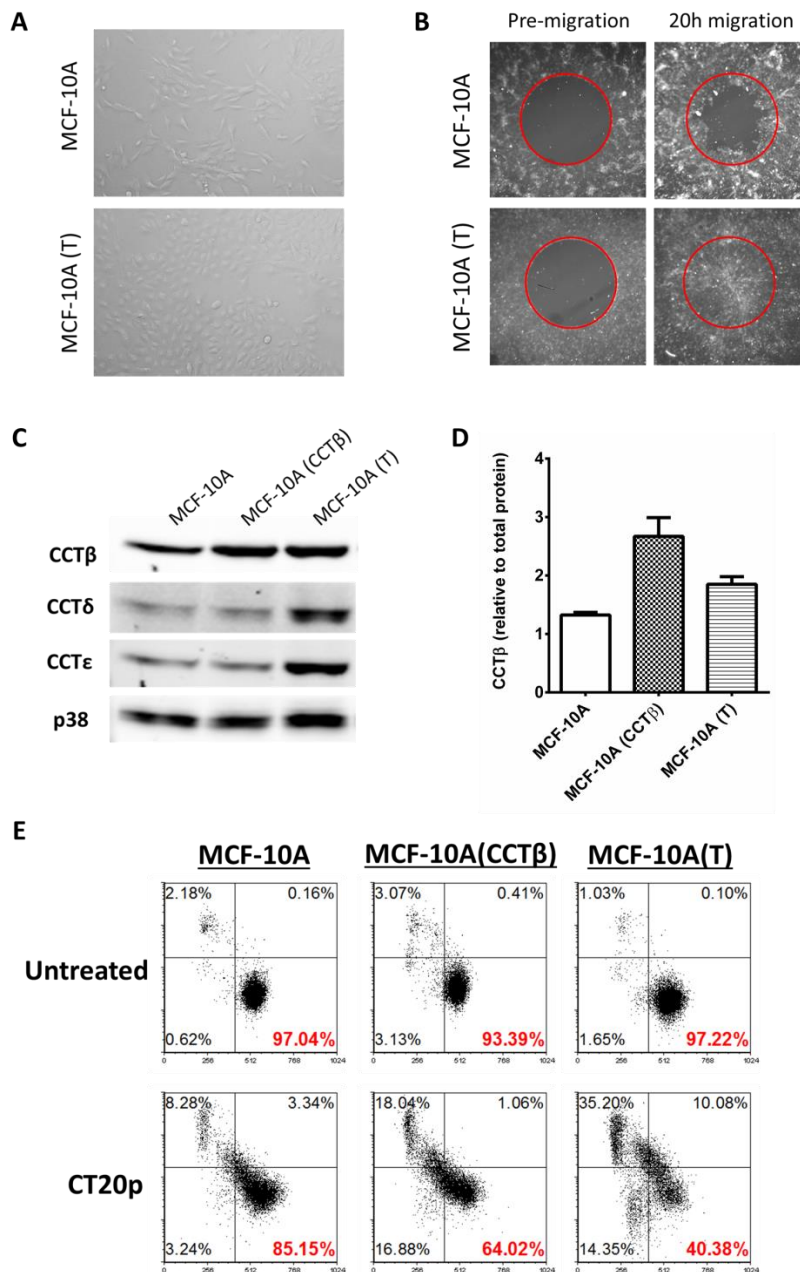 A
MCF-10A
MCF-10A (T)
B
Pre-migration
20h migration
MCF-10A
MCF-10A (T)
C
MCF-10A
MCF-10A (CCTβ)
MCF-10A (T)
CCTβ
CCTδ
CCTε
p38
D
CCTβ (relative to total protein)
4
3
2
1
0
MCF-10A
MCF-10A (CCTβ)
MCF-10A (T)
E
MCF-10A
MCF-10A(CCTβ)
MCF-10A(T)
Untreated
2.18%
0.16%
0.62%
97.04%
0 256 512 768 1024
3.07%
0.41%
3.13%
93.39%
0 256 512 768 1024
1.03%
0.10%
1.65%
97.22%
0 256 512 768 1024
CT20p
8.28%
3.34%
3.24%
85.15%
0 256 512 768 1024
18.04%
1.06%
16.88%
64.02%
0 256 512 768 1024
35.20%
10.08%
14.35%
40.38%
0 256 512 768 1024